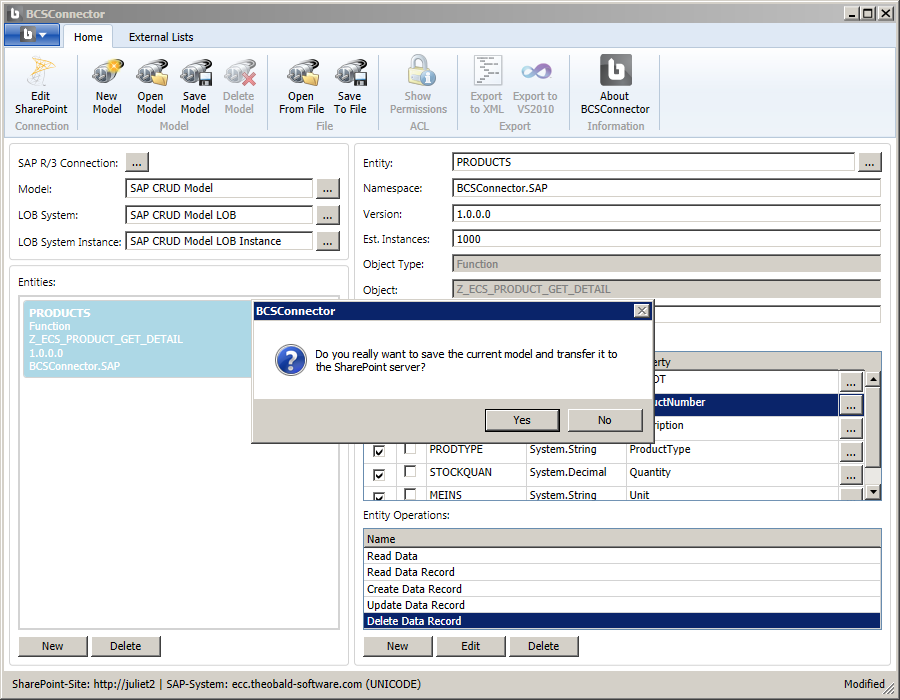 BCSConnector
Home External Lists
Edit SharePoint
New Model
Open Model
Save Model
Delete Model
Open From File
Save To File
Show Permissions
Export to XML
Export to VS2010
About BCSConnector
Connection Model File ACL Export Information
SAP R/3 Connection: ...
Model: SAP CRUD Model ...
LOB System: SAP CRUD Model LOB ...
LOB System Instance: SAP CRUD Model LOB Instance ...
Entities:
PRODUCTS
Function
Z_ECS_PRODUCT_GET_DETAIL
1.0.0.0
BCSConnector.SAP
New Delete
Entity: PRODUCTS ...
Namespace: BCSConnector.SAP
Version: 1.0.0.0
Est. Instances: 1000
Object Type: Function
Object: Z_ECS_PRODUCT_GET_DETAIL
BCSConnector
Do you really want to save the current model and transfer it to
the SharePoint server?
Yes No
erty
OT ...
uctNumber ...
ription ...
PRODTYPE System.String ProductType ...
STOCKQUAN System.Decimal Quantity ...
MEINS System.String Unit
Entity Operations:
Name
Read Data
Read Data Record
Create Data Record
Update Data Record
Delete Data Record
New Edit Delete
SharePoint-Site: http://juliet2 | SAP-System: ecc.theobald-software.com (UNICODE) Modified